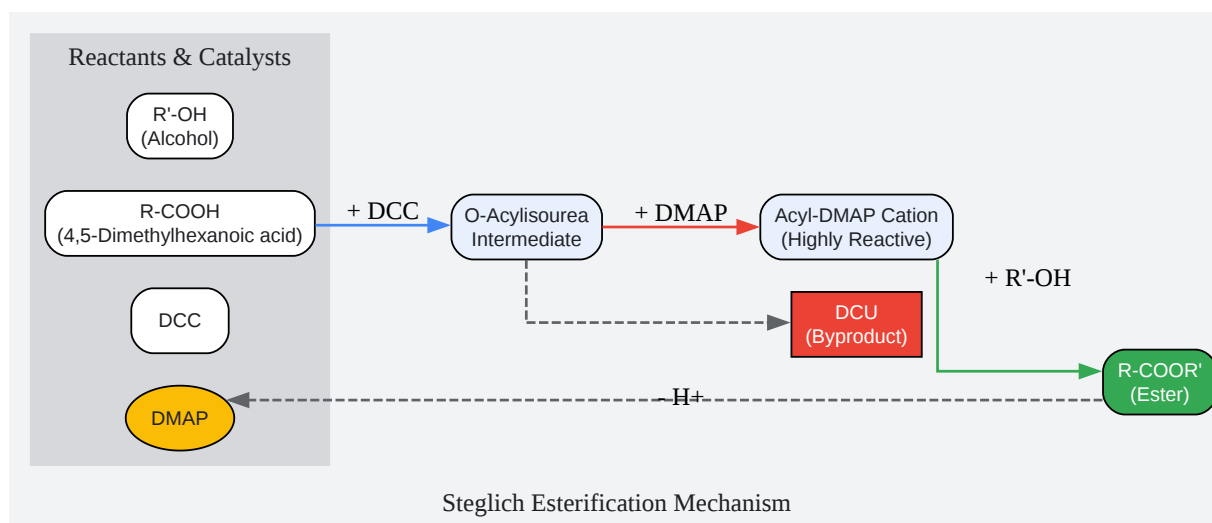 Reactants & Catalysts
R'-OH
(Alcohol)
R-COOH
(4,5-Dimethylhexanoic acid)
+ DCC
O-Acylisourea
Intermediate
+ DMAP
Acyl-DMAP Cation
(Highly Reactive)
+ R'-OH
DCC
DCU
(Byproduct)
R-COOR'
(Ester)
DMAP
- H+
Steglich Esterification Mechanism